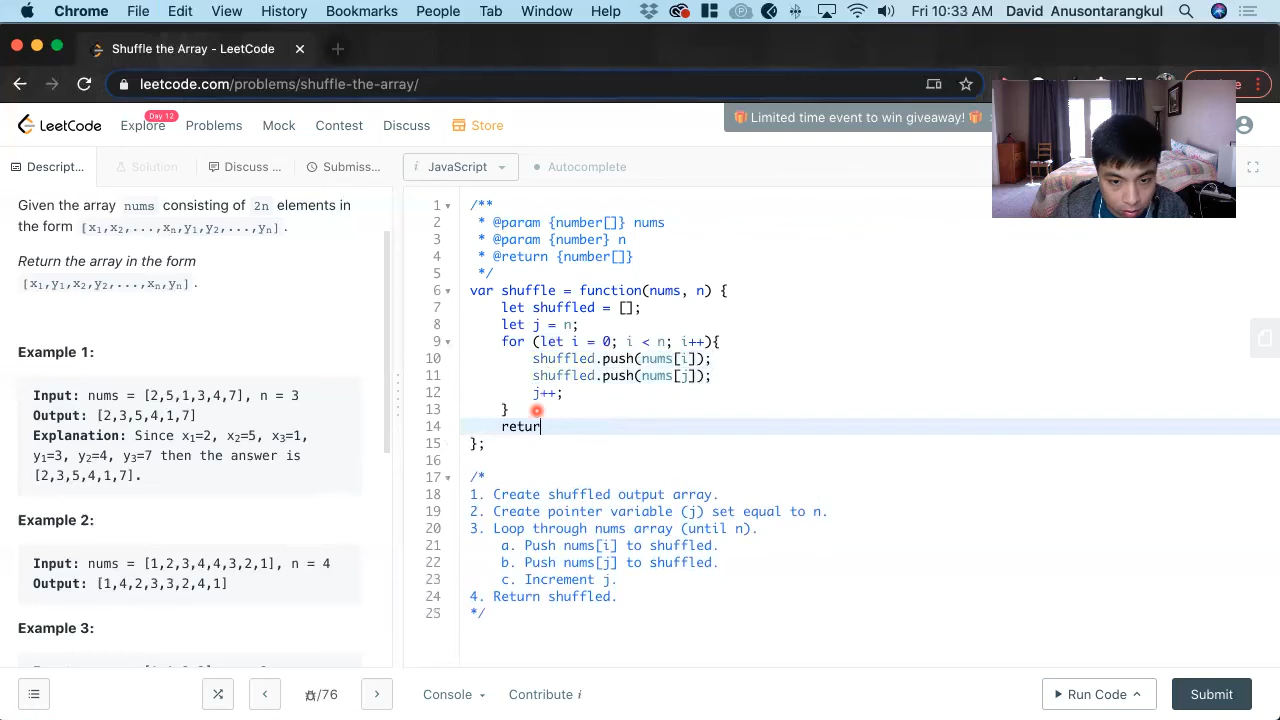 Chrome File Edit View History Bookmarks People Tab Window Help Fri 10:33 AM David Anusontarangkul
Shuffle the Array - LeetCode
leetcode.com/problems/shuffle-the-array/
LeetCode Explore Day 12 Problems Mock Contest Discuss Store
🎁 Limited time event to win giveaway! 🎁
Descript... Solution Discuss ... Submiss... i JavaScript Autocomplete
Given the array nums consisting of 2n elements in
the form [x₁,x₂,...,xₙ,y₁,y₂,...,yₙ].
Return the array in the form
[x₁,y₁,x₂,y₂,...,xₙ,yₙ].
Example 1:
Input: nums = [2,5,1,3,4,7], n = 3
Output: [2,3,5,4,1,7]
Explanation: Since x₁=2, x₂=5, x₃=1,
y₁=3, y₂=4, y₃=7 then the answer is
[2,3,5,4,1,7].
Example 2:
Input: nums = [1,2,3,4,4,3,2,1], n = 4
Output: [1,4,2,3,3,2,4,1]
Example 3:
1 /**
2 * @param {number[]} nums
3 * @param {number} n
4 * @return {number[]}
5 */
6 var shuffle = function(nums, n) {
7 let shuffled = [];
8 let j = n;
9 for (let i = 0; i < n; i++){
10 shuffled.push(nums[i]);
11 shuffled.push(nums[j]);
12 j++;
13 }
14 retur
15 };
16
17 /*
18 1. Create shuffled output array.
19 2. Create pointer variable (j) set equal to n.
20 3. Loop through nums array (until n).
21 a. Push nums[i] to shuffled.
22 b. Push nums[j] to shuffled.
23 c. Increment j.
24 4. Return shuffled.
25 */
/76 Console Contribute i Run Code Submit